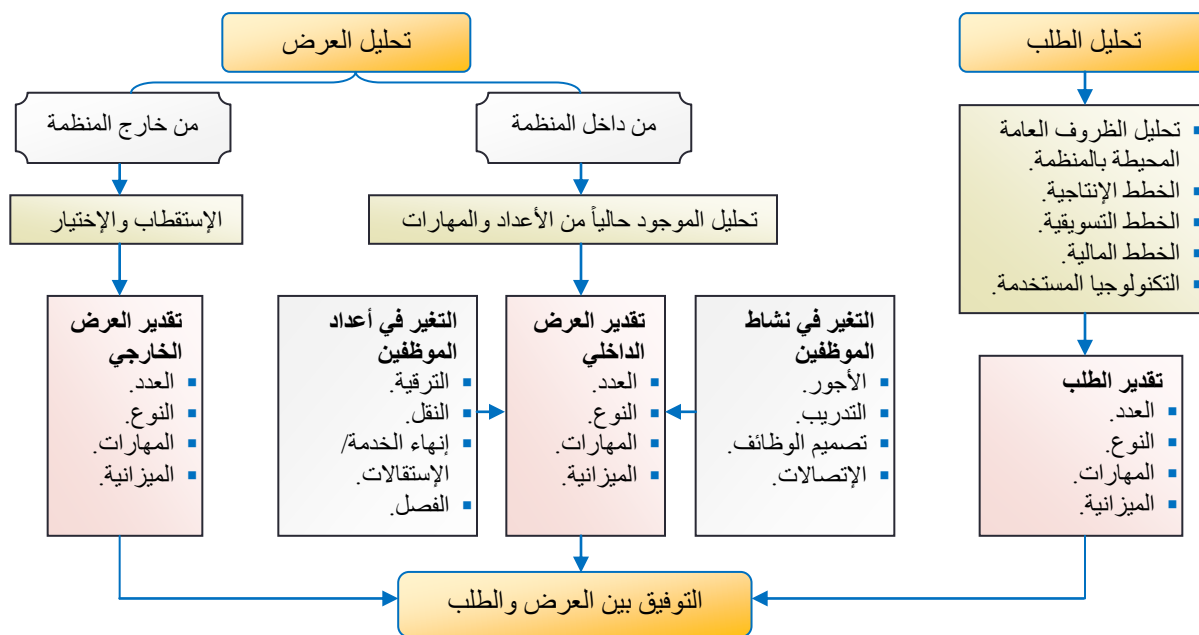 تحليل الطلب
تحليل الظروف العامة
المحيطة بالمنظمة.
الخطط الإنتاجية.
الخطط التسويقية.
الخطط المالية.
التكنولوجيا المستخدمة.
تقدير الطلب
العدد.
النوع.
المهارات.
الميزانية.
تحليل العرض
من داخل المنظمة
تحليل الموجود حالياً من الأعداد والمهارات
التغير في نشاط
الموظفين
الأجور.
التدريب.
تصميم الوظائف.
الإتصالات.
تقدير العرض
الداخلي
العدد.
النوع.
المهارات.
الميزانية.
التغير في أعداد
الموظفين
الترقية.
النقل.
إنهاء الخدمة/
الإستقالات.
الفصل.
من خارج المنظمة
الإستقطاب والإختيار
تقدير العرض
الخارجي
العدد.
النوع.
المهارات.
الميزانية.
التوفيق بين العرض والطلب